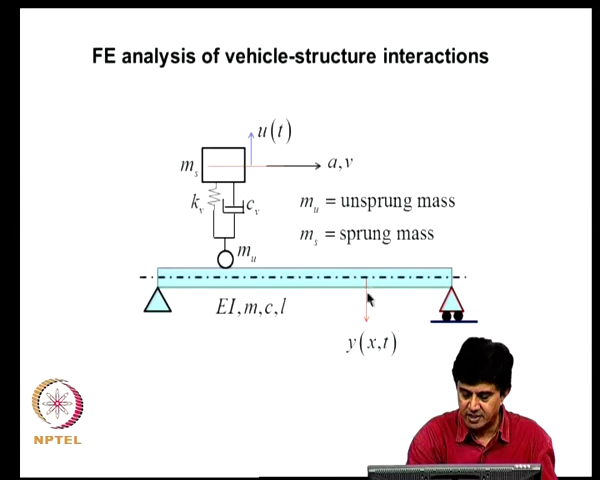 FE analysis of vehicle-structure interactions
u(t)
m_s
a,v
k_v
c_v
m_u = unsprung mass
m_s = sprung mass
m_u
EI,m,c,l
y(x,t)
NPTEL